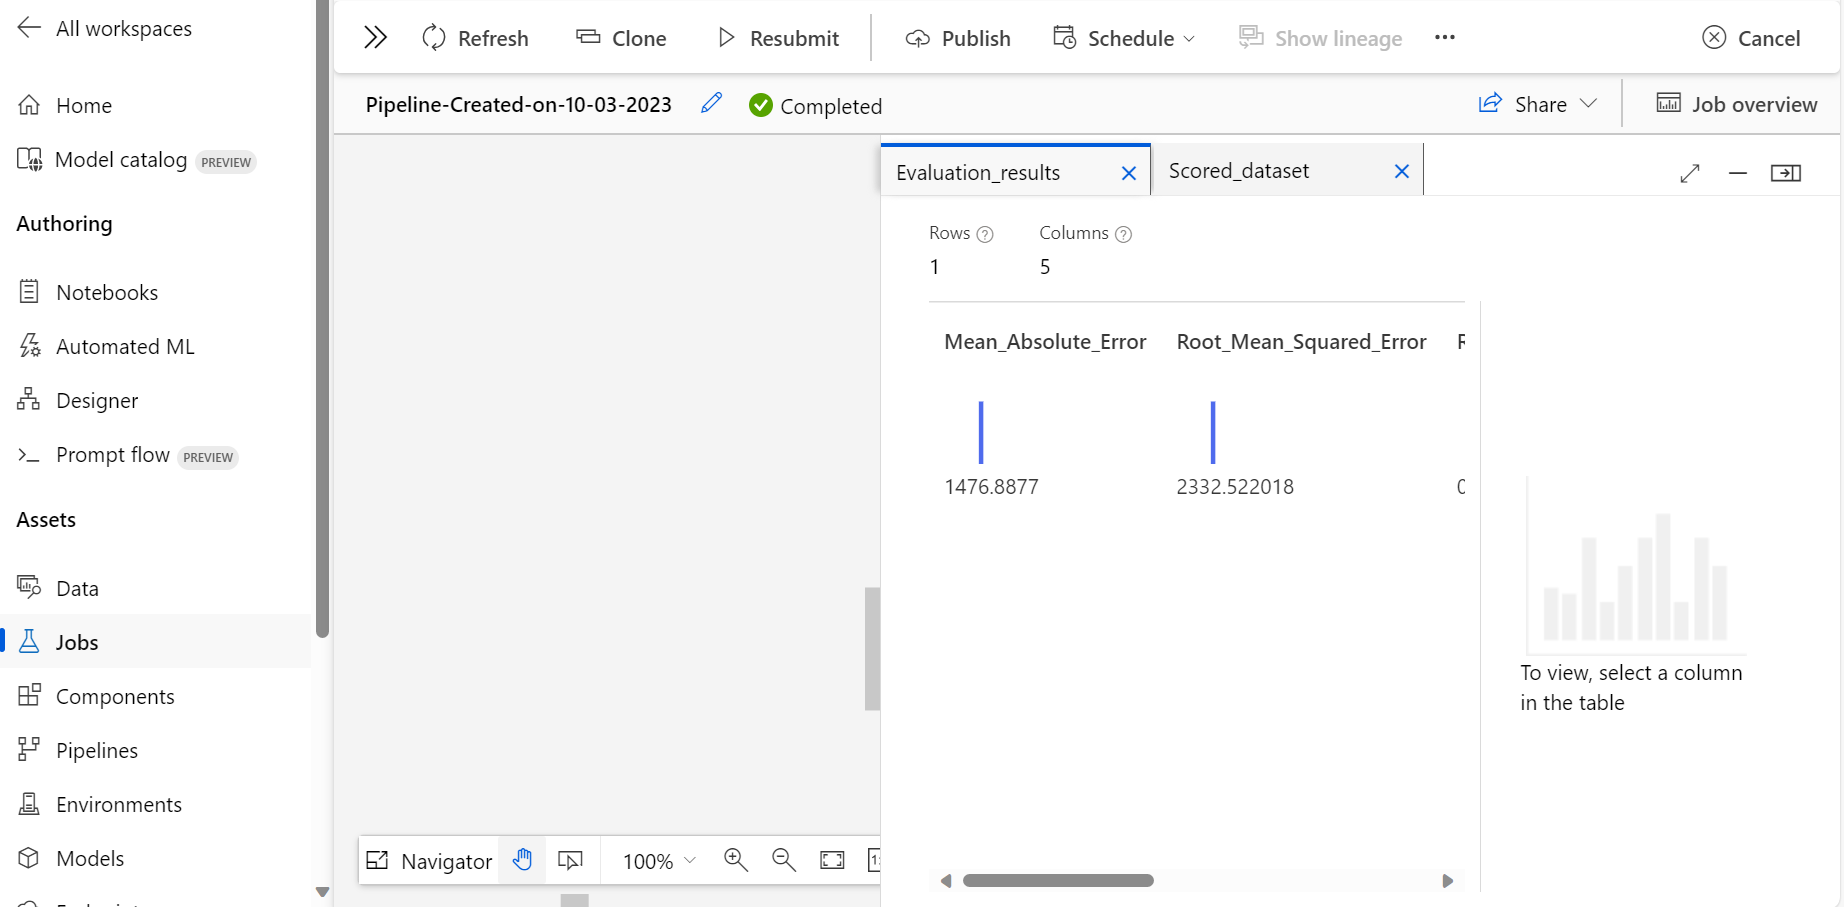 All workspaces
Home
Model catalog PREVIEW
Authoring
Notebooks
Automated ML
Designer
Prompt flow PREVIEW
Assets
Data
Jobs
Components
Pipelines
Environments
Models
Refresh Clone Resubmit Publish Schedule Show lineage ... Cancel
Pipeline-Created-on-10-03-2023 Completed Share Job overview
Evaluation_results Scored_dataset
Rows ? Columns ?
1 5
Mean_Absolute_Error Root_Mean_Squared_Error
1476.8877 2332.522018
To view, select a column
in the table
Navigator 100%